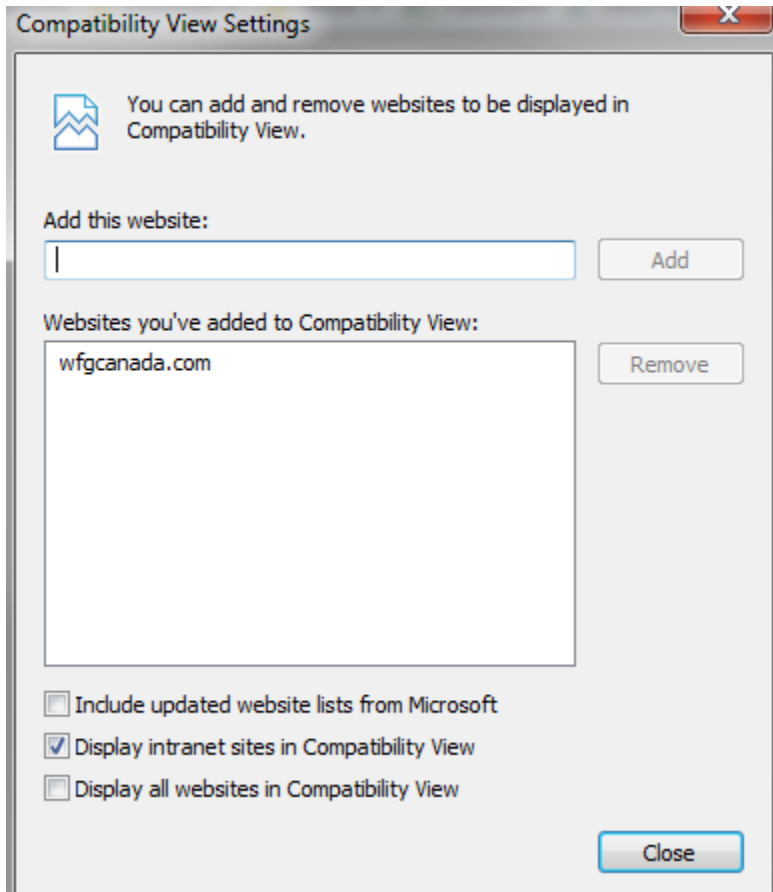 Compatibility View Settings
You can add and remove websites to be displayed in
Compatibility View.
Add this website:
Add
Websites you've added to Compatibility View:
wfgcanada.com
Remove
Include updated website lists from Microsoft
Display intranet sites in Compatibility View
Display all websites in Compatibility View
Close